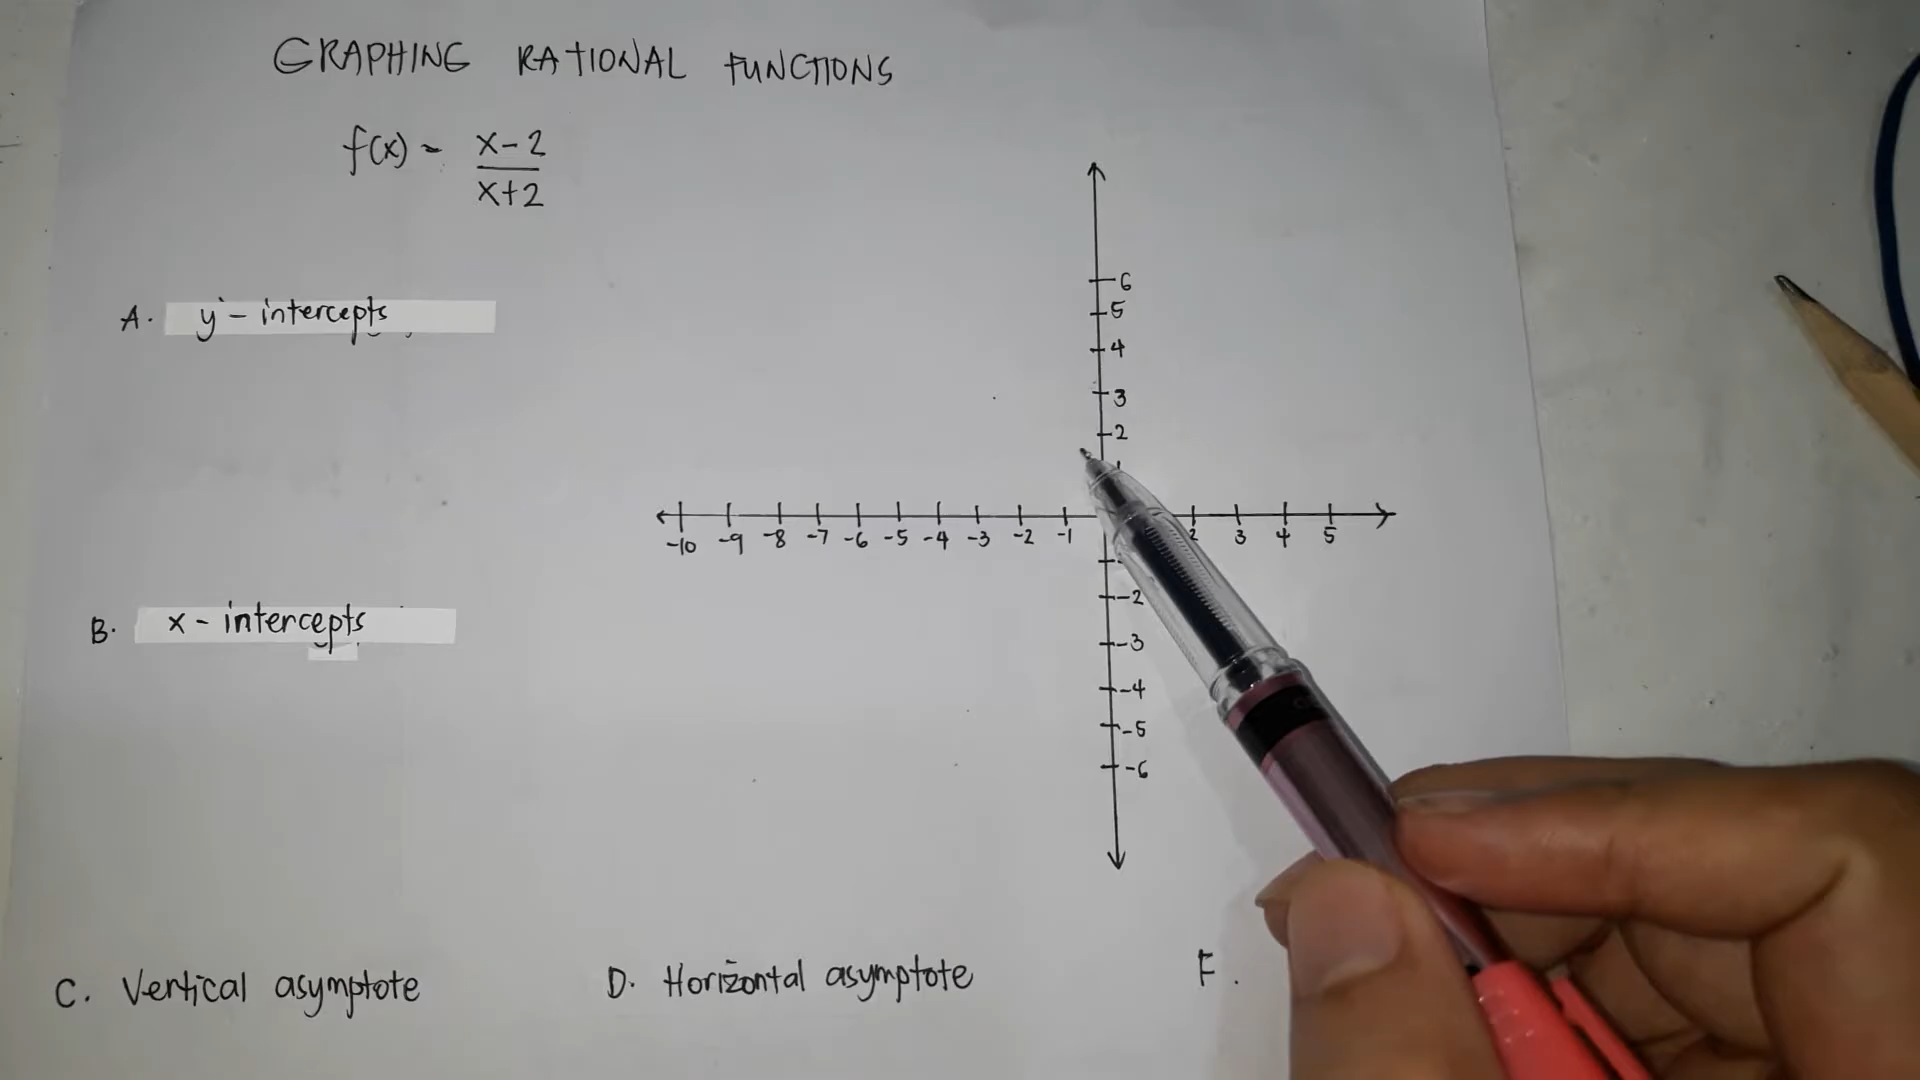 GRAPHING RATIONAL FUNCTIONS
f(x) = x-2
x+2
A. y - intercepts
B. x - intercepts
6
5
4
3
2
-10 -9 -8 -7 -6 -5 -4 -3 -2 -1 2 3 4 5
-2
-3
-4
-5
-6
C. Vertical asymptote D. Horizontal asymptote F.